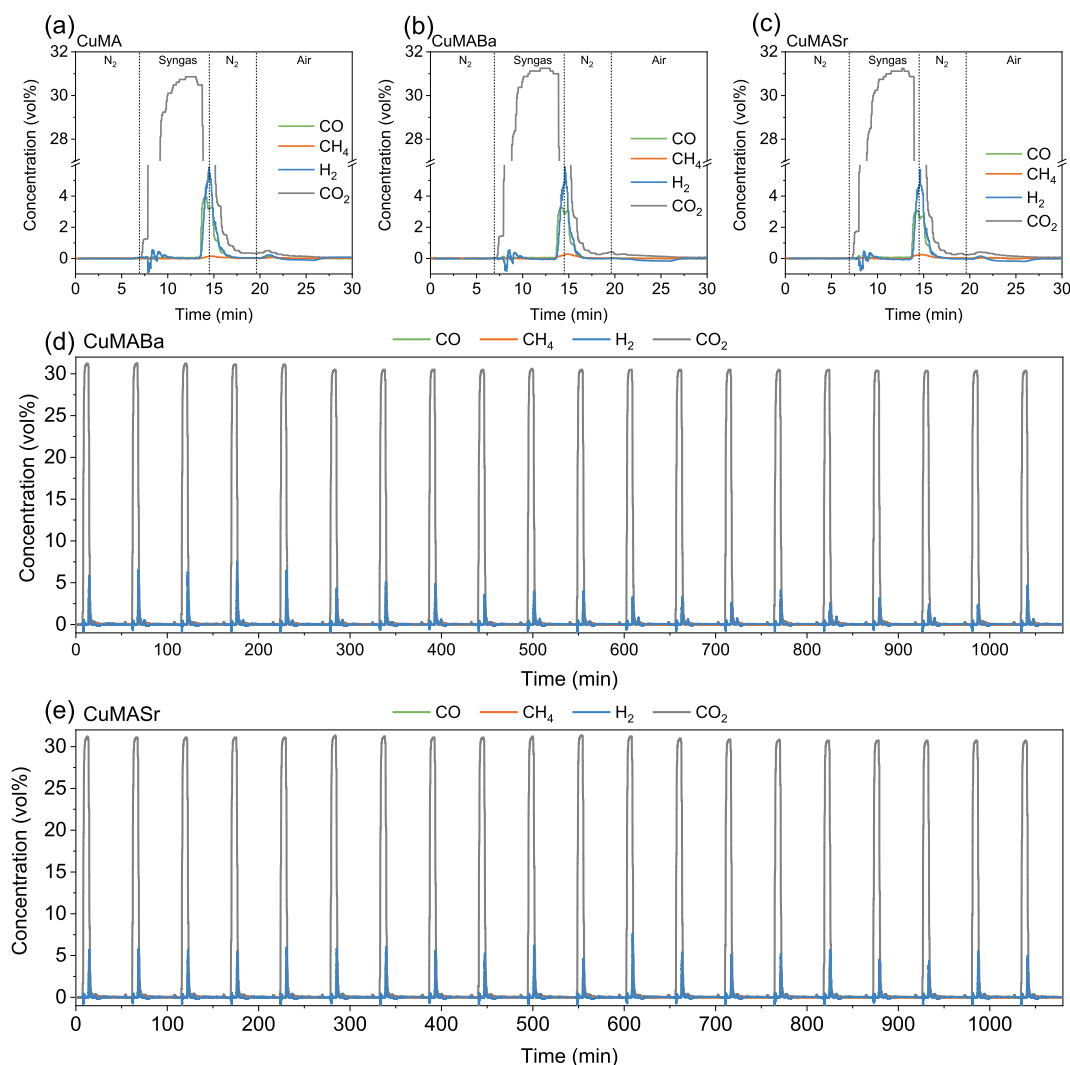 (a)
CuMA
32
30
28
4
2
0
N2
Syngas
N2
Air
CO
CH4
H2
CO2
Concentration (vol%)
0 5 10 15 20 25 30
Time (min)
(b)
CuMABa
32
30
28
4
2
0
N2
Syngas
N2
Air
CO
CH4
H2
CO2
Concentration (vol%)
0 5 10 15 20 25 30
Time (min)
(c)
CuMASr
32
30
28
4
2
0
N2
Syngas
N2
Air
CO
CH4
H2
CO2
Concentration (vol%)
0 5 10 15 20 25 30
Time (min)
(d) CuMABa
CO CH4 H2 CO2
30
25
20
15
10
5
0
Concentration (vol%)
0 100 200 300 400 500 600 700 800 900 1000
Time (min)
(e) CuMASr
CO CH4 H2 CO2
30
25
20
15
10
5
0
Concentration (vol%)
0 100 200 300 400 500 600 700 800 900 1000
Time (min)